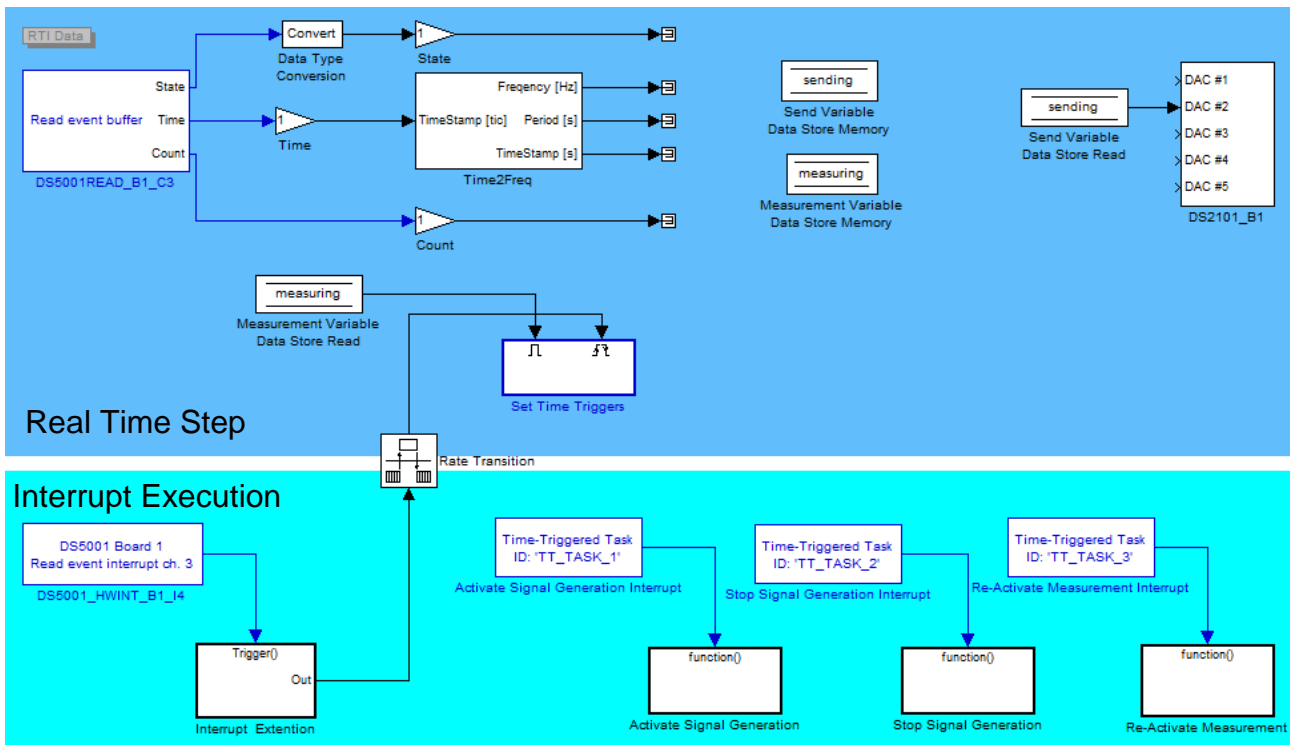 RTI Data
Convert
Data Type
Conversion
1
State
State
Read event buffer
Time
Count
DS5001READ_B1_C3
1
Time
TimeStamp [tic]
Freqency [Hz]
Period [s]
TimeStamp [s]
Time2Freq
1
Count
sending
Send Variable
Data Store Memory
measuring
Measurement Variable
Data Store Memory
sending
Send Variable
Data Store Read
DAC #1
DAC #2
DAC #3
DAC #4
DAC #5
DS2101_B1
measuring
Measurement Variable
Data Store Read
Set Time Triggers
Real Time Step
Rate Transition
Interrupt Execution
DS5001 Board 1
Read event interrupt ch. 3
DS5001_HWINT_B1_I4
Trigger()
Out
Interrupt Extention
Time-Triggered Task
ID: 'TT_TASK_1'
Activate Signal Generation Interrupt
function()
Activate Signal Generation
Time-Triggered Task
ID: 'TT_TASK_2'
Stop Signal Generation Interrupt
function()
Stop Signal Generation
Time-Triggered Task
ID: 'TT_TASK_3'
Re-Activate Measurement Interrupt
function()
Re-Activate Measurement